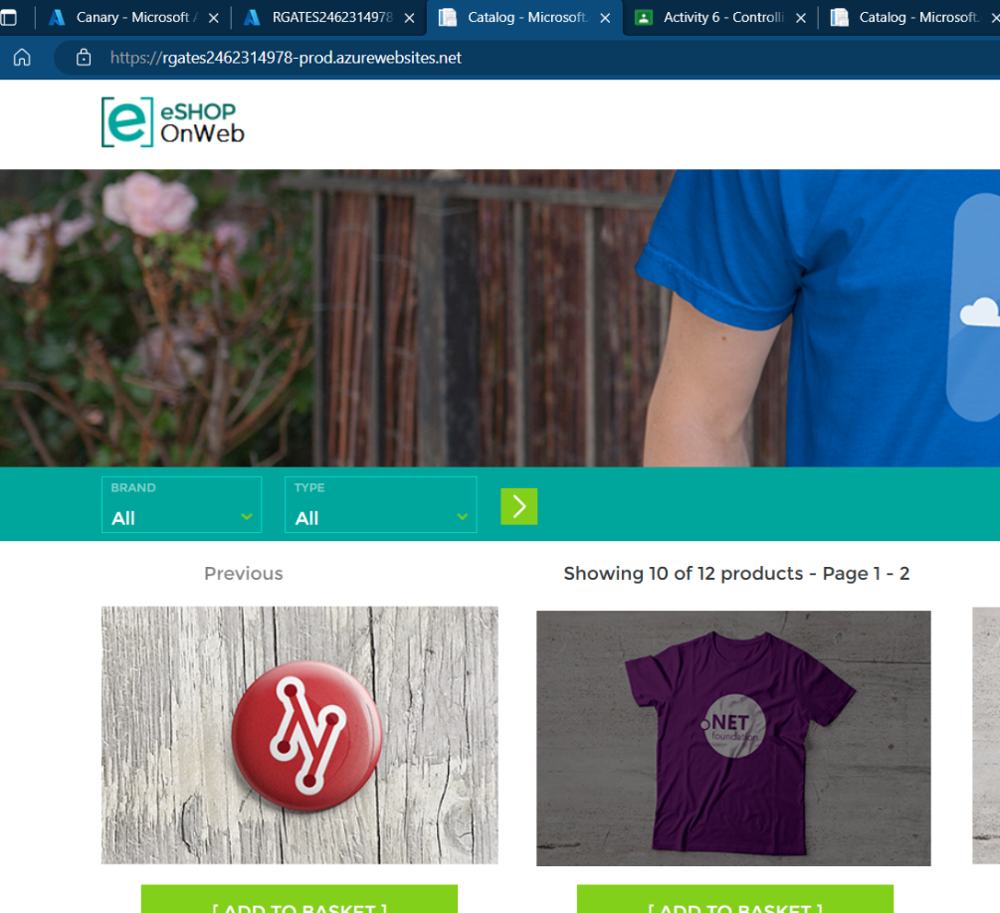 Canary - Microsoft A
RGATES2462314978
Catalog - Microsoft.
Activity 6 - Controlli
Catalog - Microsoft.
https://rgates2462314978-prod.azurewebsites.net
eSHOP
OnWeb
BRAND
All
TYPE
All
Previous
Showing 10 of 12 products - Page 1 - 2
.NET
foundation
[ ADD TO BASKET ]
[ ADD TO BASKET ]